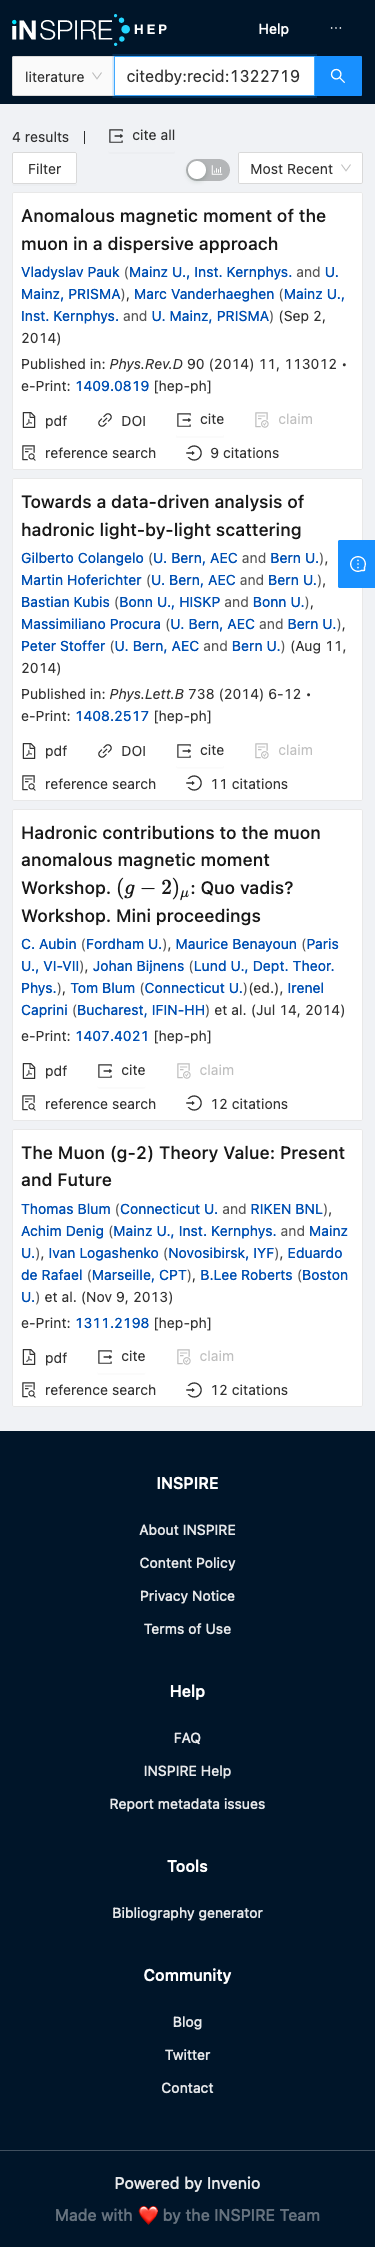 iNSPIRE HEP
Help
···
literature
citedby:recid:1322719
4 results
cite all
Filter
Most Recent
Anomalous magnetic moment of the
muon in a dispersive approach
Vladyslav Pauk (Mainz U., Inst. Kernphys. and U.
Mainz, PRISMA), Marc Vanderhaeghen (Mainz U.,
Inst. Kernphys. and U. Mainz, PRISMA) (Sep 2,
2014)
Published in: Phys.Rev.D 90 (2014) 11, 113012 •
e-Print: 1409.0819 [hep-ph]
pdf DOI cite claim
reference search 9 citations
Towards a data-driven analysis of
hadronic light-by-light scattering
Gilberto Colangelo (U. Bern, AEC and Bern U.),
Martin Hoferichter (U. Bern, AEC and Bern U.),
Bastian Kubis (Bonn U., HISKP and Bonn U.),
Massimiliano Procura (U. Bern, AEC and Bern U.),
Peter Stoffer (U. Bern, AEC and Bern U.) (Aug 11,
2014)
Published in: Phys.Lett.B 738 (2014) 6-12 •
e-Print: 1408.2517 [hep-ph]
pdf DOI cite claim
reference search 11 citations
Hadronic contributions to the muon
anomalous magnetic moment
Workshop. (g − 2)μ: Quo vadis?
Workshop. Mini proceedings
C. Aubin (Fordham U.), Maurice Benayoun (Paris
U., VI-VII), Johan Bijnens (Lund U., Dept. Theor.
Phys.), Tom Blum (Connecticut U.)(ed.), Irenel
Caprini (Bucharest, IFIN-HH) et al. (Jul 14, 2014)
e-Print: 1407.4021 [hep-ph]
pdf cite claim
reference search 12 citations
The Muon (g-2) Theory Value: Present
and Future
Thomas Blum (Connecticut U. and RIKEN BNL),
Achim Denig (Mainz U., Inst. Kernphys. and Mainz
U.), Ivan Logashenko (Novosibirsk, IYF), Eduardo
de Rafael (Marseille, CPT), B.Lee Roberts (Boston
U.) et al. (Nov 9, 2013)
e-Print: 1311.2198 [hep-ph]
pdf cite claim
reference search 12 citations
INSPIRE
About INSPIRE
Content Policy
Privacy Notice
Terms of Use
Help
FAQ
INSPIRE Help
Report metadata issues
Tools
Bibliography generator
Community
Blog
Twitter
Contact
Powered by Invenio
Made with ❤️ by the INSPIRE Team